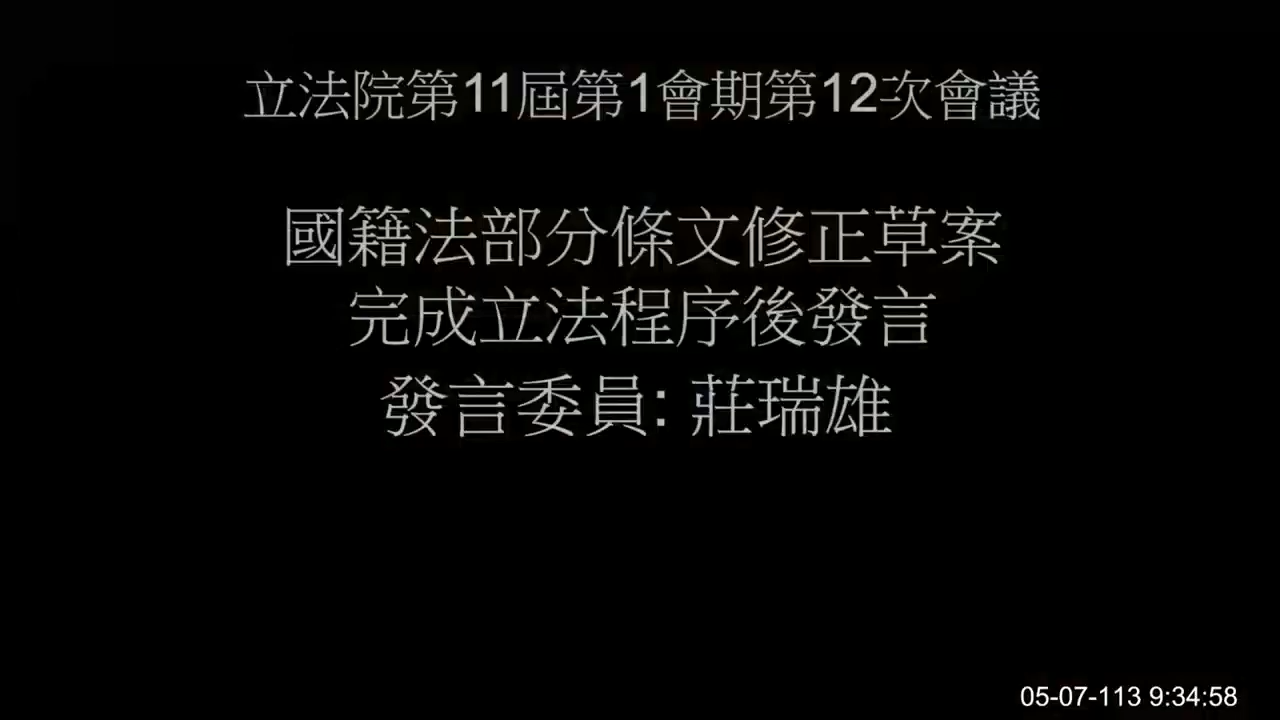 立法院第11屆第1會期第12次會議
國籍法部分條文修正草案
完成立法程序後發言
發言委員: 莊瑞雄
05-07-113 9:34:58